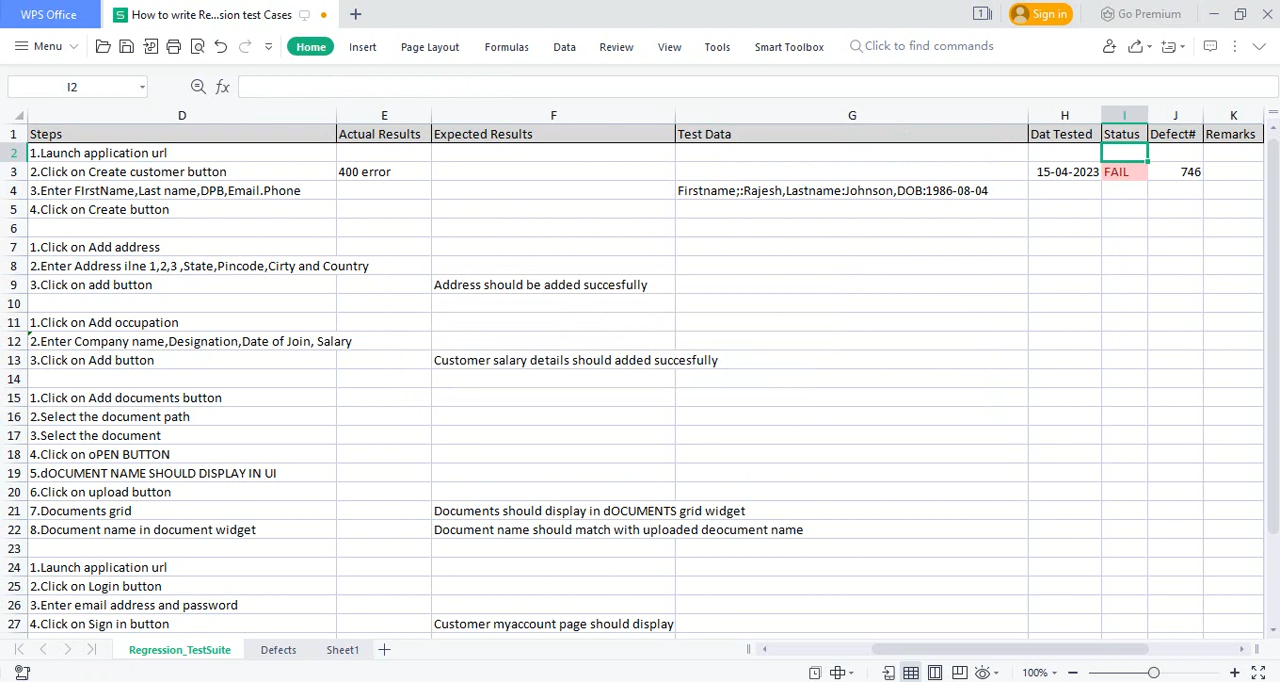 WPS Office How to write Re...sion test Cases 1 Sign in Go Premium
Menu Home Insert Page Layout Formulas Data Review View Tools Smart Toolbox Click to find commands
I2 fx
D E F G H I J K
1 Steps Actual Results Expected Results Test Data Dat Tested Status Defect# Remarks
2 1.Launch application url
3 2.Click on Create customer button 400 error 15-04-2023 FAIL 746
4 3.Enter FIrstName,Last name,DPB,Email.Phone Firstname;:Rajesh,Lastname:Johnson,DOB:1986-08-04
5 4.Click on Create button
6
7 1.Click on Add address
8 2.Enter Address ilne 1,2,3 ,State,Pincode,Cirty and Country
9 3.Click on add button Address should be added succesfully
10
11 1.Click on Add occupation
12 2.Enter Company name,Designation,Date of Join, Salary
13 3.Click on Add button Customer salary details should added succesfully
14
15 1.Click on Add documents button
16 2.Select the document path
17 3.Select the document
18 4.Click on oPEN BUTTON
19 5.dOCUMENT NAME SHOULD DISPLAY IN UI
20 6.Click on upload button
21 7.Documents grid Documents should display in dOCUMENTS grid widget
22 8.Document name in document widget Document name should match with uploaded deocument name
23
24 1.Launch application url
25 2.Click on Login button
26 3.Enter email address and password
27 4.Click on Sign in button Customer myaccount page should display
Regression_TestSuite Defects Sheet1
100%